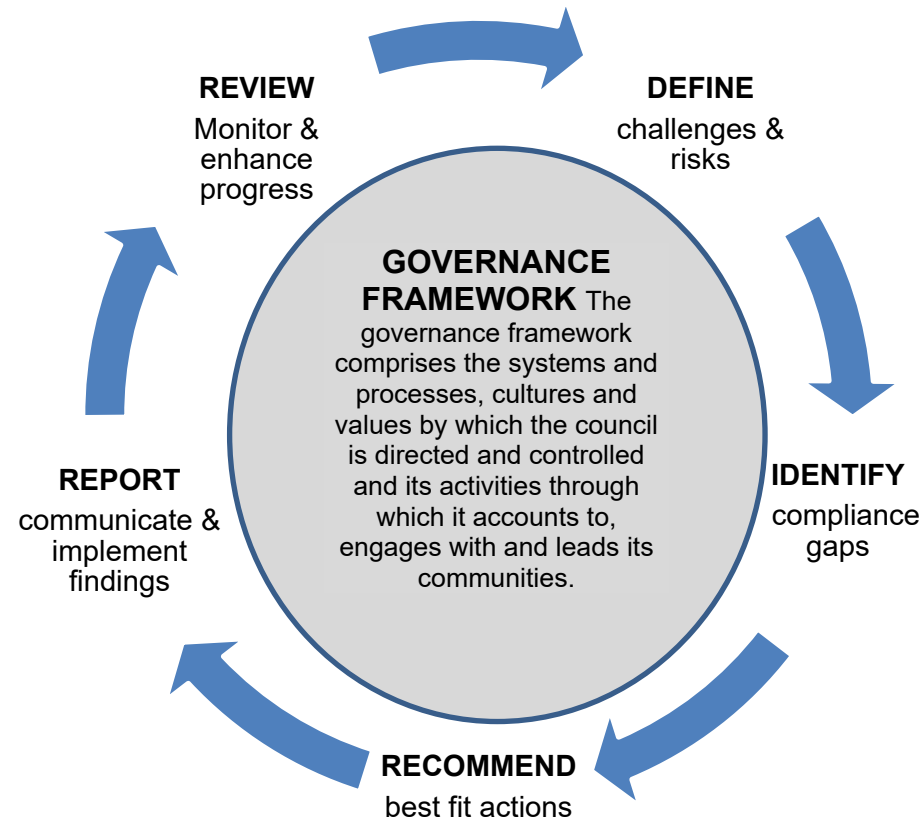 REVIEW
Monitor &
enhance
progress
DEFINE
challenges &
risks
GOVERNANCE
FRAMEWORK The
governance framework
comprises the systems and
processes, cultures and
values by which the council
is directed and controlled
and its activities through
which it accounts to,
engages with and leads its
communities.
IDENTIFY
compliance
gaps
RECOMMEND
best fit actions
REPORT
communicate &
implement
findings